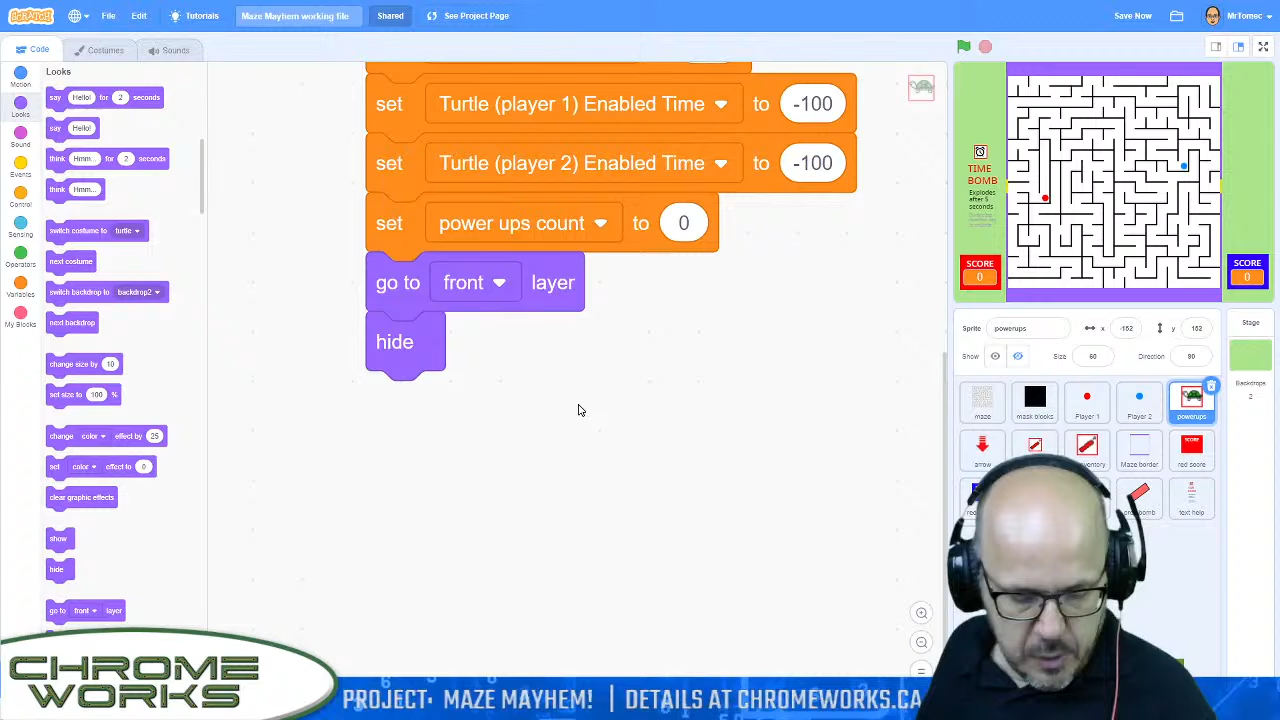 SCRATCH File Edit Tutorials Maze Mayhem working file Shared See Project Page Save Now MrTomec
Code Costumes Sounds
Motion
Looks
Sound
Events
Control
Sensing
Operators
Variables
My Blocks
Looks
say Hello! for 2 seconds
say Hello!
think Hmm... for 2 seconds
think Hmm...
switch costume to turtle
next costume
switch backdrop to backdrop2
next backdrop
change size by 10
set size to 100 %
change color effect by 25
set color effect to 0
clear graphic effects
show
hide
go to front layer
set Turtle (player 1) Enabled Time to -100
set Turtle (player 2) Enabled Time to -100
set power ups count to 0
go to front layer
hide
TIME
BOMB
Explodes
after 5
seconds
SCORE
0
SCORE
0
Sprite powerups x -152 y 152
Show Size 60 Direction 90
Stage
Backdrops
2
maze mask blocks Player 1 Player 2 powerups
arrow
Maze border red score
SCORE
text help
CHROME
WORKS
PROJECT: MAZE MAYHEM! | DETAILS AT CHROMEWORKS.CA